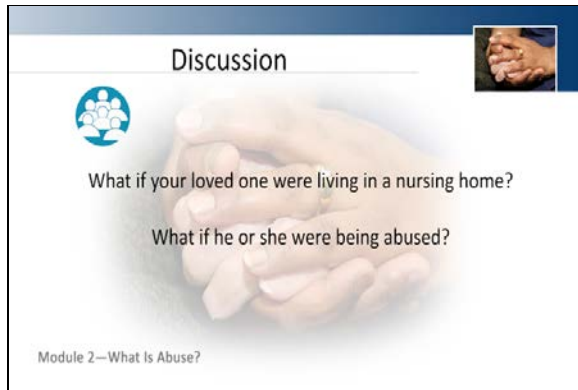 Discussion
What if your loved one were living in a nursing home?
What if he or she were being abused?
Module 2—What Is Abuse?